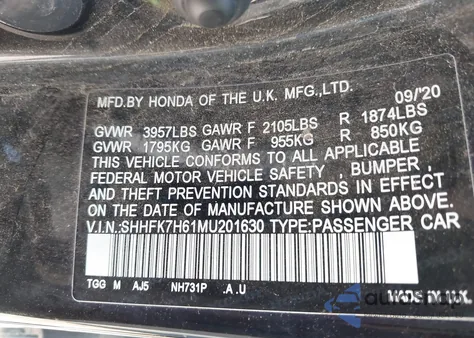 MFD.BY HONDA OF THE U.K. MFG.,LTD. 09/'20
GVWR 3957LBS GAWR F 2105LBS R 1874LBS
GVWR 1795KG GAWR F 955KG R 850KG
THIS VEHICLE CONFORMS TO ALL APPLICABLE
FEDERAL MOTOR VEHICLE SAFETY , BUMPER ,
AND THEFT PREVENTION STANDARDS IN EFFECT
ON THE DATE OF MANUFACTURE SHOWN ABOVE.
V.I.N.:SHHFK7H61MU201630 TYPE:PASSENGER CAR
TGG M AJ5 NH731P .A .U MADE IN U.K.